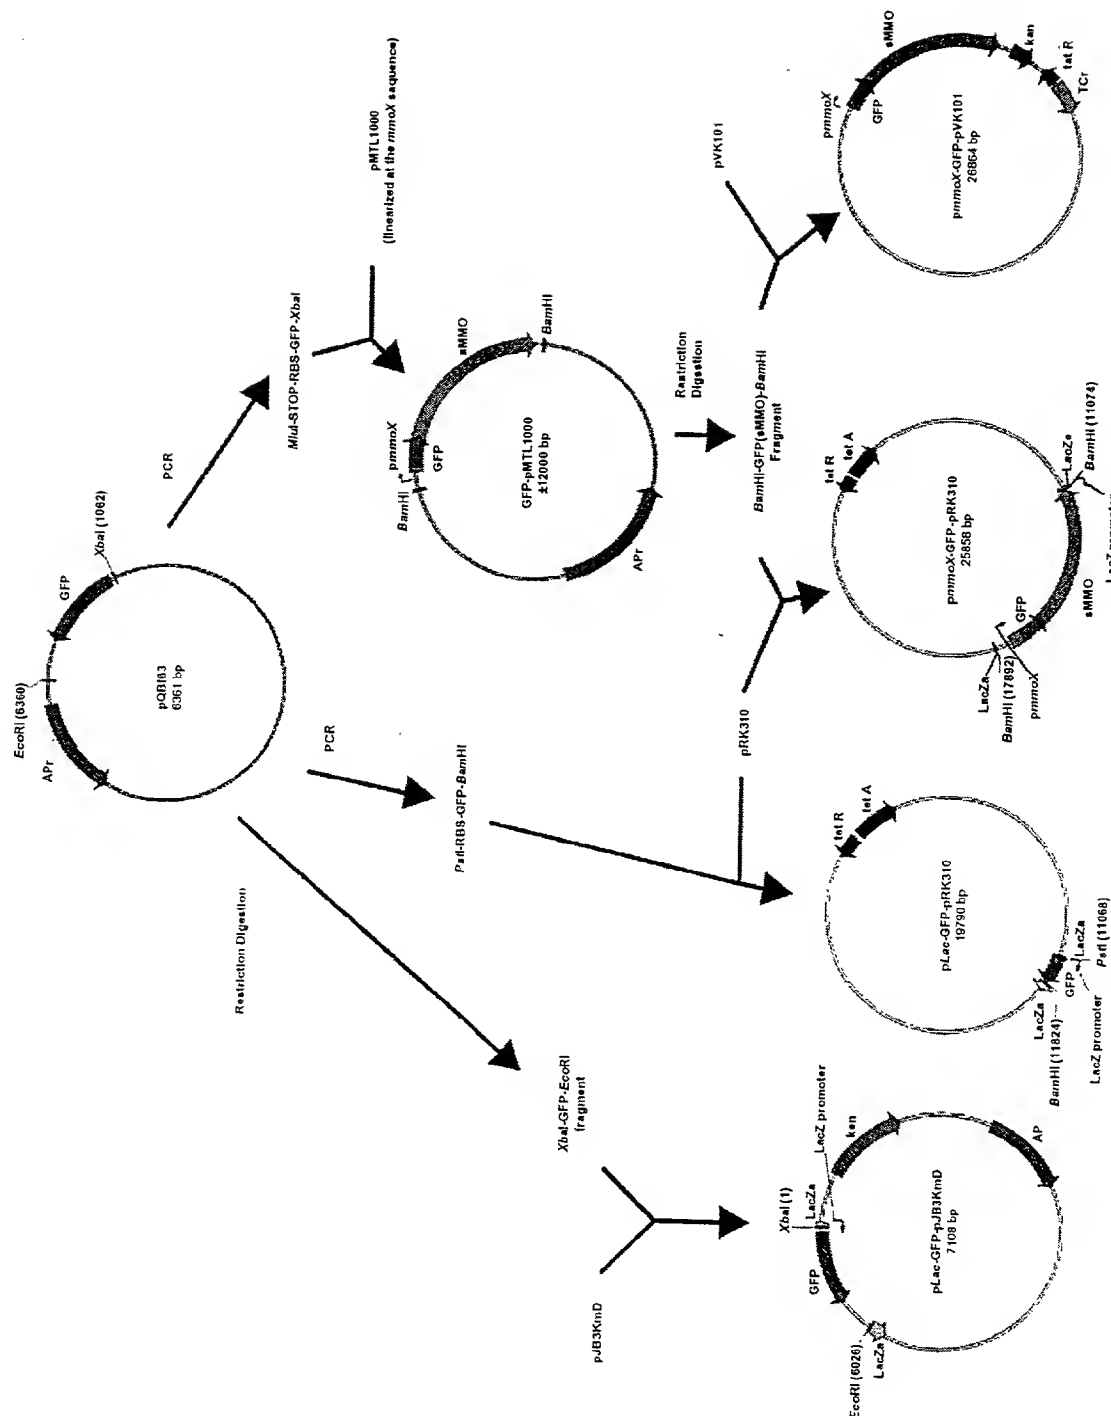 EcoRI (6360)
APr
GFP
XbaI (1062)
pQBI63
6361 bp
Restriction Digestion
PCR
PCR
XbaI-GFP-EcoRI
fragment
PstI-RBS-GFP-BamHI
MluI-STOP-RBS-GFP-XbaI
pMTL1000
(linearized at the mmoX sequence)
BamHI
pmmoX
GFP
sMMO
BamHI
GFP-pMTL1000
±12000 bp
APr
Restriction
Digestion
BamHI-GFP(sMMO)-BamHI
Fragment
pJB3KmD
pRK310
pVK101
XbaI (1)
LacZa
LacZ promoter
GFP
kan
AP
EcoRI (6026)
LacZa
pLac-GFP-pJB3KmD
7108 bp
tet R
tet A
pLac-GFP-pRK310
19790 bp
LacZa
BamHI (11824)
GFP
LacZa
PstI (11068)
LacZ promoter
tet R
tet A
pmmoX-GFP-pRK310
25858 bp
LacZa
BamHI (17892)
pmmoX
GFP
sMMO
LacZa
BamHI (11074)
pmmoX
GFP
sMMO
kan
tet R
TCr
pmmoX-GFP-pVK101
26864 bp